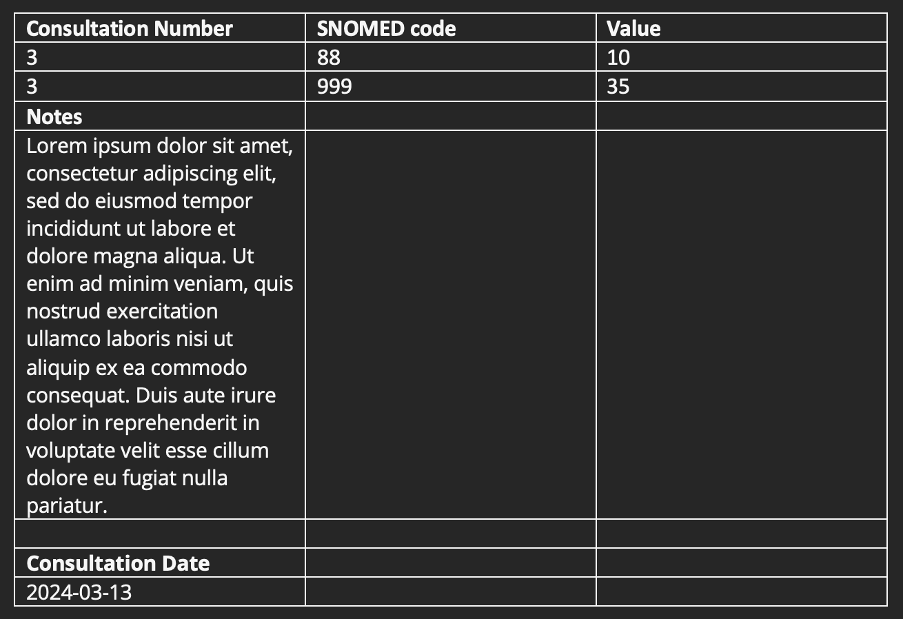 Consultation Number SNOMED code Value
3 88 10
3 999 35
Notes
Lorem ipsum dolor sit amet,
consectetur adipiscing elit,
sed do eiusmod tempor
incididunt ut labore et
dolore magna aliqua. Ut
enim ad minim veniam, quis
nostrud exercitation
ullamco laboris nisi ut
aliquip ex ea commodo
consequat. Duis aute irure
dolor in reprehenderit in
voluptate velit esse cillum
dolore eu fugiat nulla
pariatur.
Consultation Date
2024-03-13